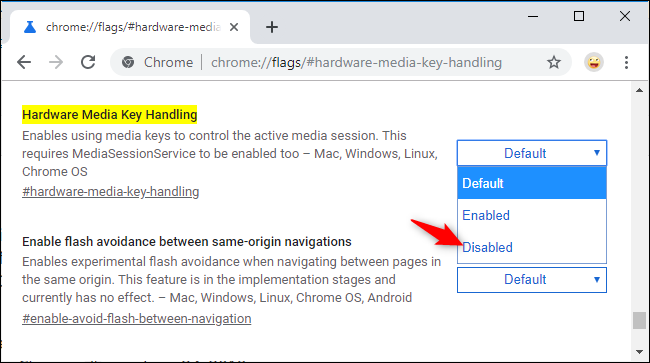 chrome://flags/#hardware-media-k
Chrome | chrome://flags/#hardware-media-key-handling
Hardware Media Key Handling
Enables using media keys to control the active media session. This
requires MediaSessionService to be enabled too – Mac, Windows, Linux,
Chrome OS
#hardware-media-key-handling
Default
Default
Enabled
Disabled
Enable flash avoidance between same-origin navigations
Enables experimental flash avoidance when navigating between pages in
the same origin. This feature is in the implementation stages and
currently has no effect. – Mac, Windows, Linux, Chrome OS, Android
#enable-avoid-flash-between-navigation
Default